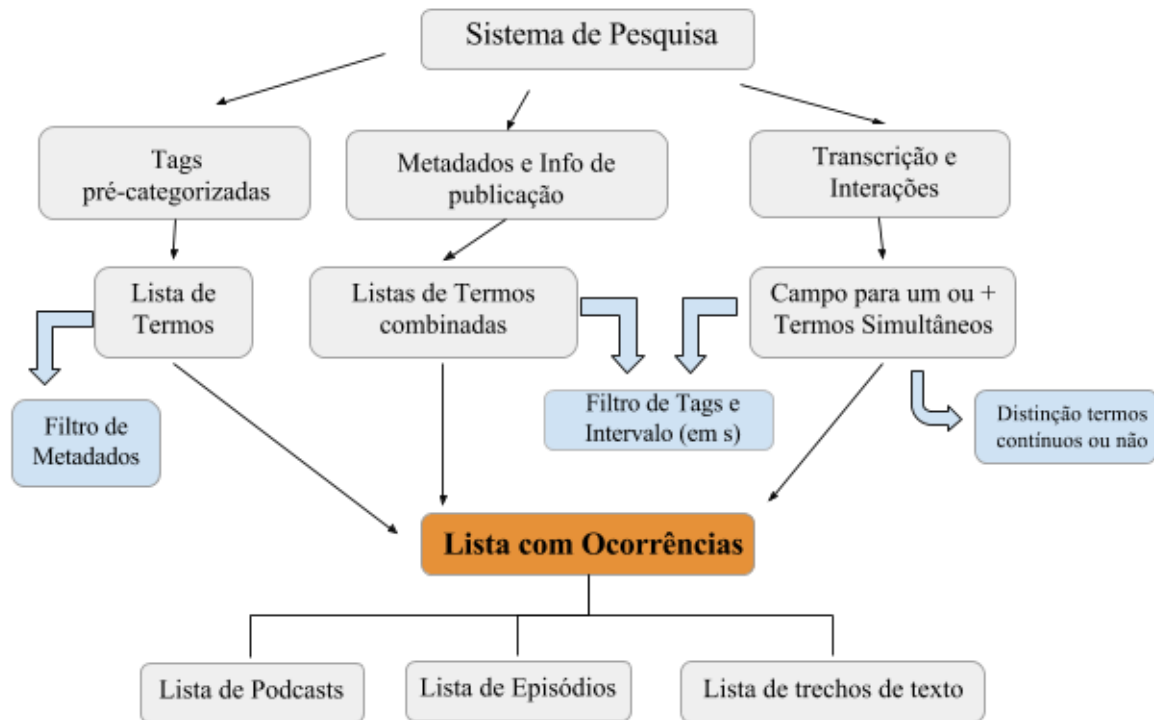 Sistema de Pesquisa
Tags
pré-categorizadas
Metadados e Info de
publicação
Transcrição e
Interações
Lista de
Termos
Listas de Termos
combinadas
Campo para um ou +
Termos Simultâneos
Filtro de
Metadados
Filtro de Tags e
Intervalo (em s)
Distinção termos
contínuos ou não
Lista com Ocorrências
Lista de Podcasts
Lista de Episódios
Lista de trechos de texto